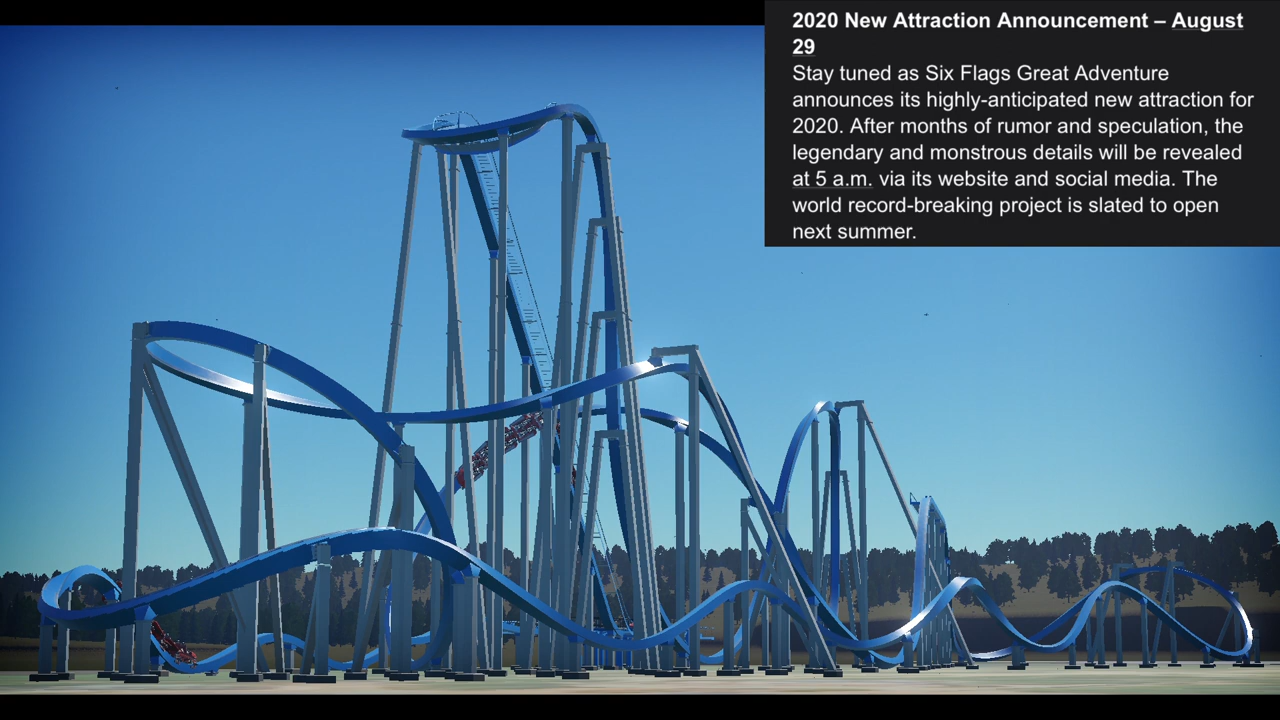 2020 New Attraction Announcement – August
29
Stay tuned as Six Flags Great Adventure
announces its highly-anticipated new attraction for
2020. After months of rumor and speculation, the
legendary and monstrous details will be revealed
at 5 a.m. via its website and social media. The
world record-breaking project is slated to open
next summer.